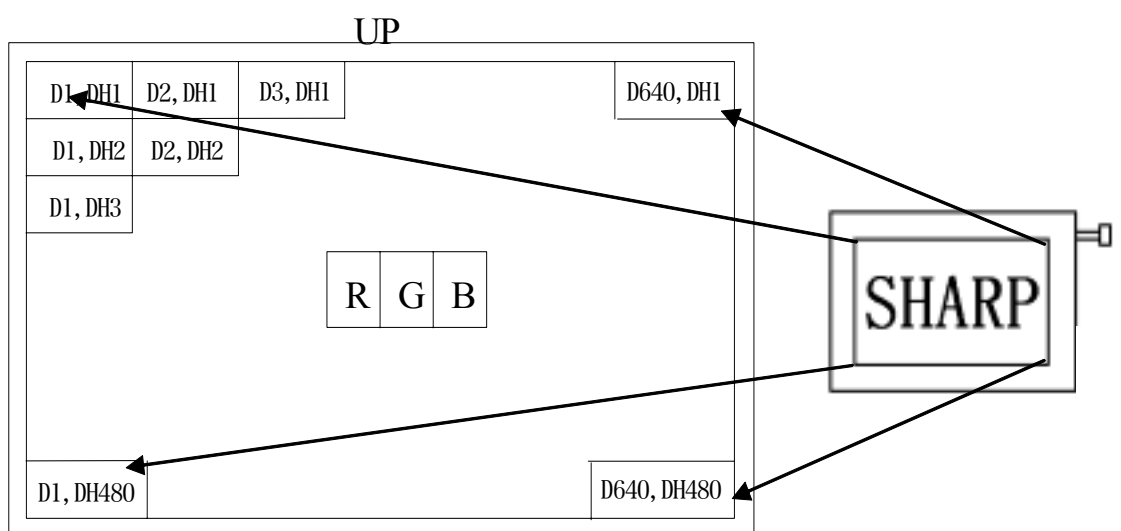 UP
D1,DH1 D2,DH1 D3,DH1 D640,DH1
D1,DH2 D2,DH2
D1,DH3
R G B
SHARP
D1,DH480 D640,DH480